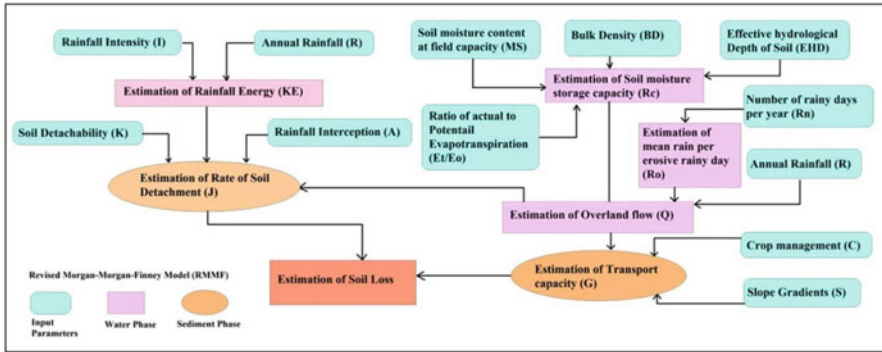 Rainfall Intensity (I)
Annual Rainfall (R)
Soil moisture content
at field capacity (MS)
Bulk Density (BD)
Effective hydrological
Depth of Soil (EHD)
Estimation of Rainfall Energy (KE)
Estimation of Soil moisture
storage capacity (Rc)
Number of rainy days
per year (Rn)
Soil Detachability (K)
Rainfall Interception (A)
Ratio of actual to
Potentail
Evapotranspiration
(Et/Eo)
Estimation of
mean rain per
erosive rainy day
(Ro)
Annual Rainfall (R)
Estimation of Rate of Soil
Detachment (J)
Estimation of Overland flow (Q)
Crop management (C)
Estimation of Soil Loss
Estimation of Transport
capacity (G)
Slope Gradients (S)
Revised Morgan-Morgan-Finney Model (RMMF)
Input
Parameters
Water Phase
Sediment Phase